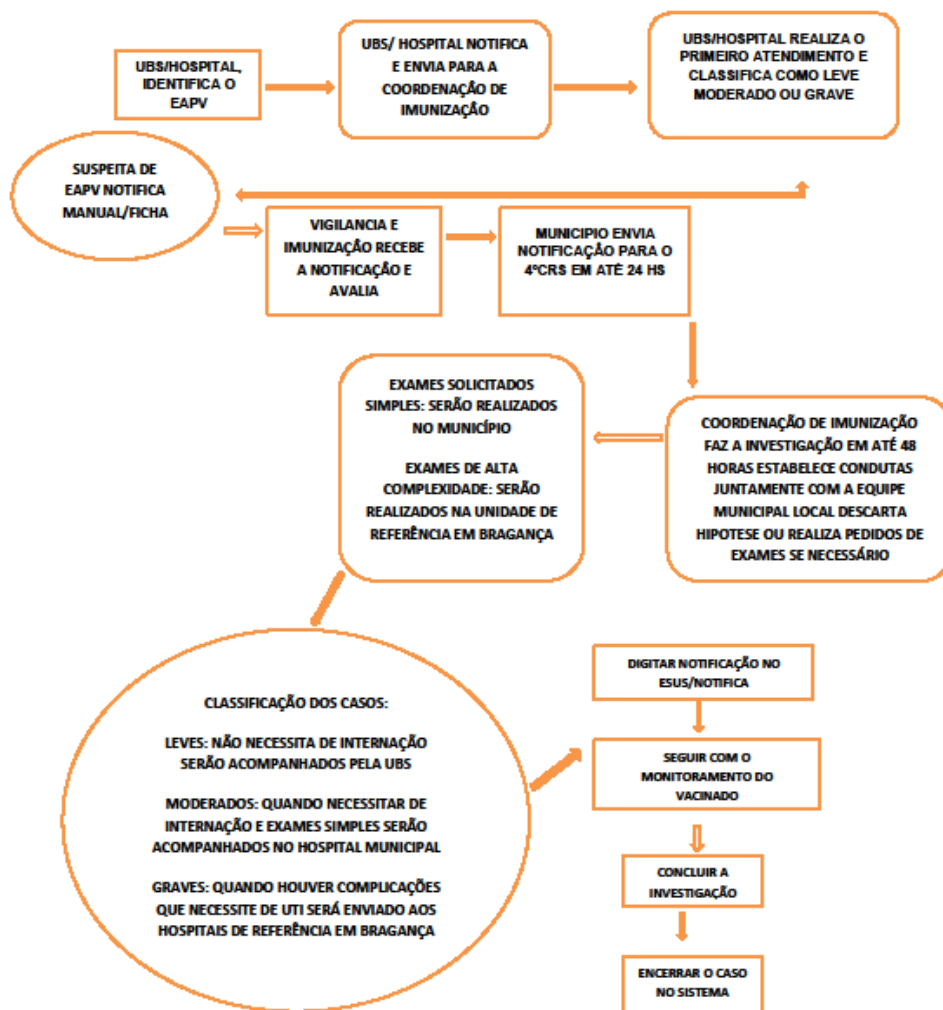 UBS/HOSPITAL,
IDENTIFICA O
EAPV
UBS/ HOSPITAL NOTIFICA
E ENVIA PARA A
COORDENAÇÃO DE
IMUNIZAÇÃO
UBS/HOSPITAL REALIZA O
PRIMEIRO ATENDIMENTO E
CLASSIFICA COMO LEVE
MODERADO OU GRAVE
SUSPEITA DE
EAPV NOTIFICA
MANUAL/FICHA
VIGILANCIA E
IMUNIZAÇÃO RECEBE
A NOTIFICAÇÃO E
AVALIA
MUNICIPIO ENVIA
NOTIFICAÇÃO PARA O
4ºCRS EM ATÉ 24 HS
COORDENAÇÃO DE IMUNIZAÇÃO
FAZ A INVESTIGAÇÃO EM ATÉ 48
HORAS ESTABELECE CONDUTAS
JUNTAMENTE COM A EQUIPE
MUNICIPAL LOCAL DESCARTA
HIPOTESE OU REALIZA PEDIDOS DE
EXAMES SE NECESSÁRIO
EXAMES SOLICITADOS
SIMPLES: SERÃO REALIZADOS
NO MUNICÍPIO
EXAMES DE ALTA
COMPLEXIDADE: SERÃO
REALIZADOS NA UNIDADE DE
REFERÊNCIA EM BRAGANÇA
CLASSIFICAÇÃO DOS CASOS:
LEVES: NÃO NECESSITA DE INTERNAÇÃO
SERÃO ACOMPANHADOS PELA UBS
MODERADOS: QUANDO NECESSITAR DE
INTERNAÇÃO E EXAMES SIMPLES SERÃO
ACOMPANHADOS NO HOSPITAL MUNICIPAL
GRAVES: QUANDO HOUVER COMPLICAÇÕES
QUE NECESSITE DE UTI SERÁ ENVIADO AOS
HOSPITAIS DE REFERÊNCIA EM BRAGANÇA
DIGITAR NOTIFICAÇÃO NO
ESUS/NOTIFICA
SEGUIR COM O
MONITORAMENTO DO
VACINADO
CONCLUIR A
INVESTIGAÇÃO
ENCERRAR O CASO
NO SISTEMA